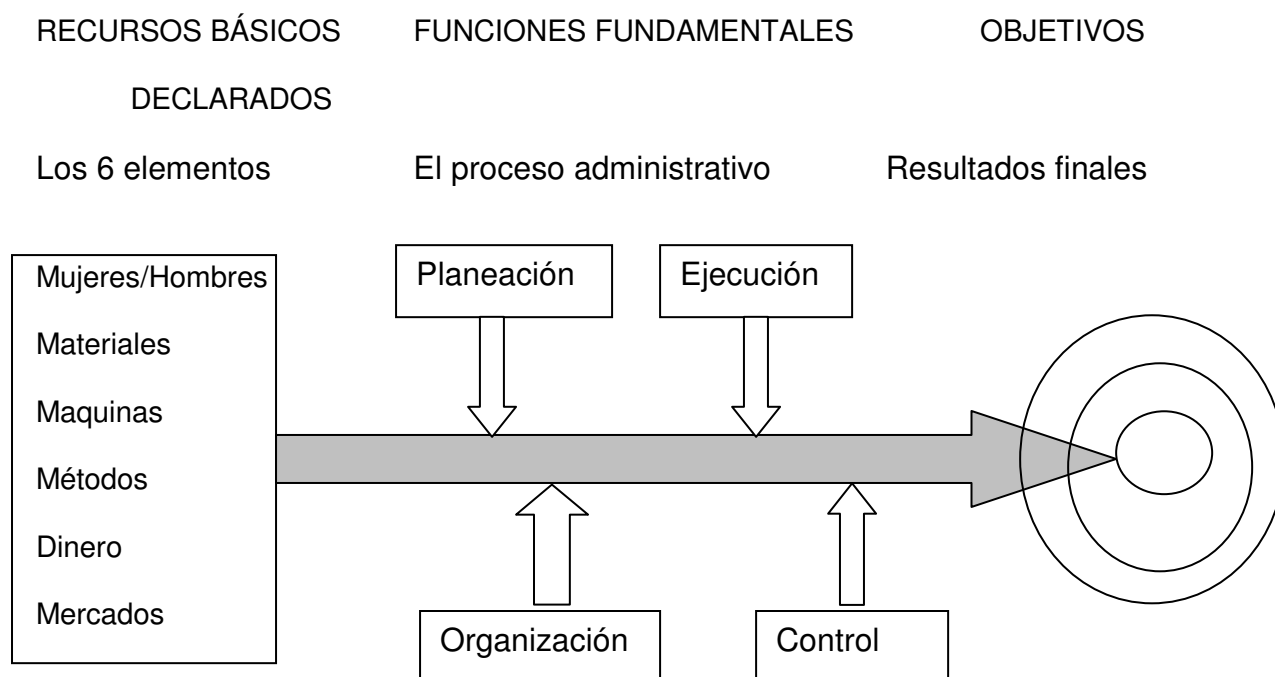 RECURSOS BÁSICOS FUNCIONES FUNDAMENTALES OBJETIVOS
DECLARADOS
Los 6 elementos El proceso administrativo Resultados finales
Mujeres/Hombres
Materiales
Maquinas
Métodos
Dinero
Mercados
Planeación
Ejecución
Organización
Control